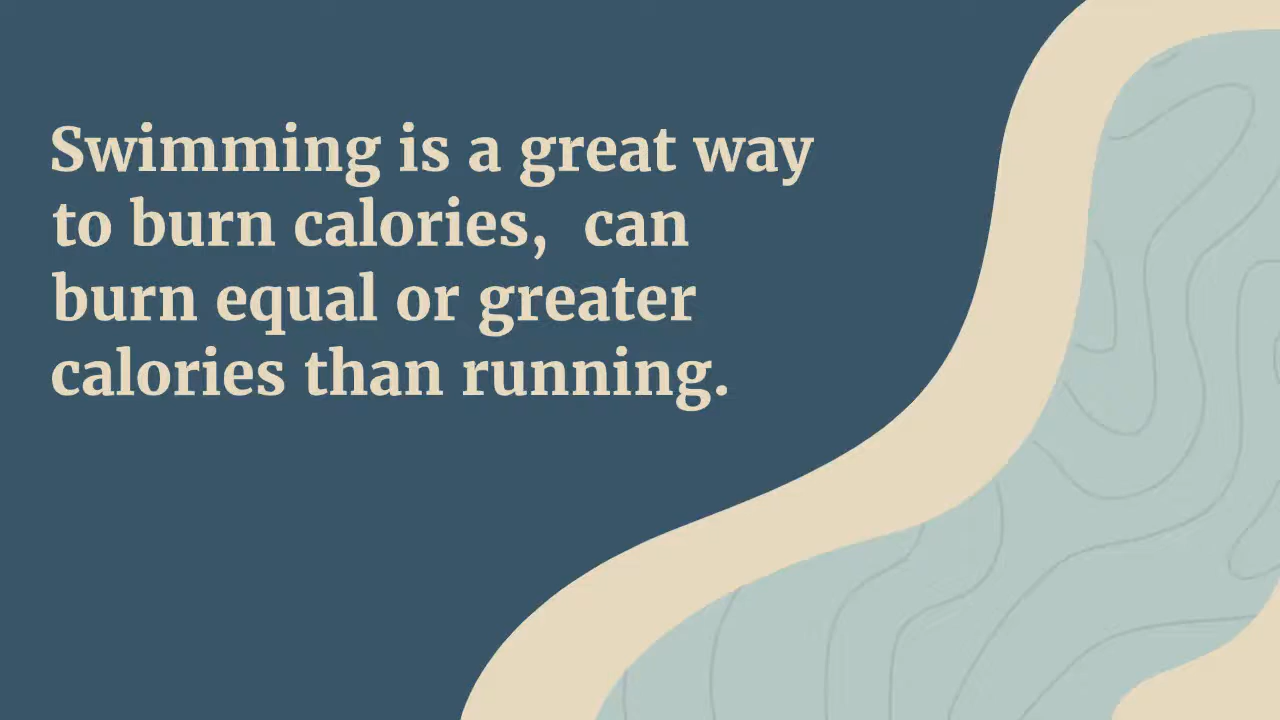 Swimming is a great way
to burn calories,  can
burn equal or greater
calories than running.